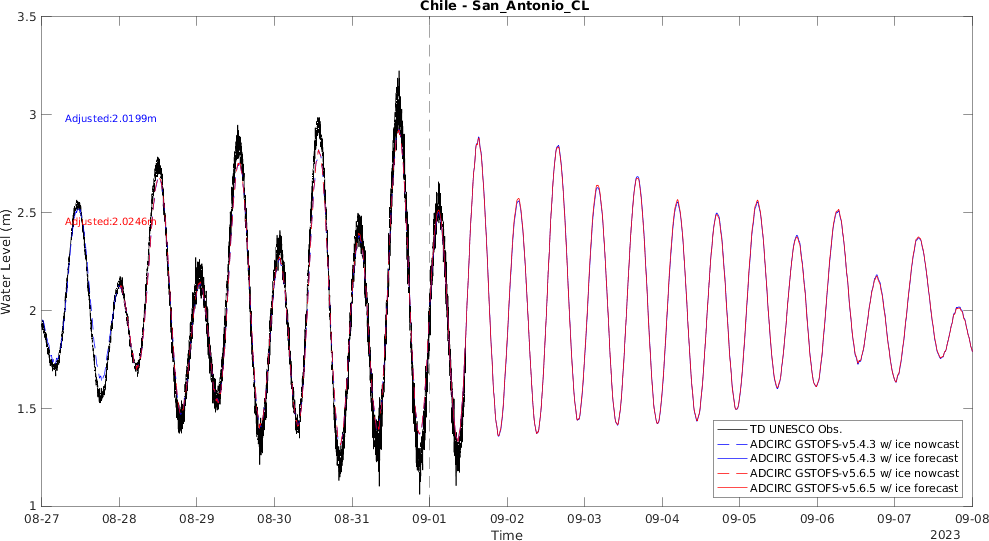 Chile - San_Antonio_CL
3.5
3
2.5
2
1.5
1
Water Level (m)
Adjusted:2.0199m
Adjusted:2.0246m
TD UNESCO Obs.
ADCIRC GSTOFS-v5.4.3 w/ ice nowcast
ADCIRC GSTOFS-v5.4.3 w/ ice forecast
ADCIRC GSTOFS-v5.6.5 w/ ice nowcast
ADCIRC GSTOFS-v5.6.5 w/ ice forecast
08-27 08-28 08-29 08-30 08-31 09-01 09-02 09-03 09-04 09-05 09-06 09-07 09-08
Time
2023